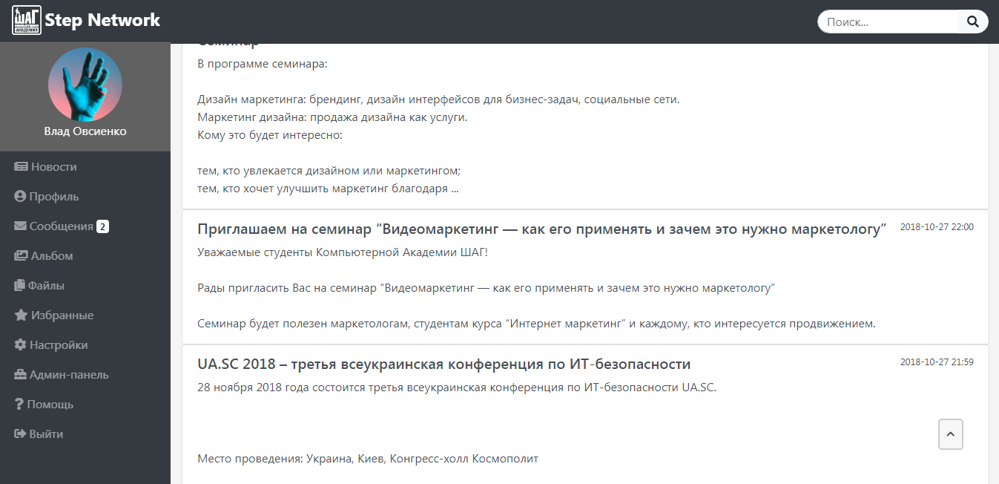 ШАГ
КОМПЬЮТЕРНАЯ
АКАДЕМИЯ
Step Network
Поиск...
Влад Овсиенко
Новости
Профиль
Сообщения 2
Альбом
Файлы
Избранные
Настройки
Админ-панель
Помощь
Выйти
Семинар
В программе семинара:
Дизайн маркетинга: брендинг, дизайн интерфейсов для бизнес-задач, социальные сети.
Маркетинг дизайна: продажа дизайна как услуги.
Кому это будет интересно:
тем, кто увлекается дизайном или маркетингом;
тем, кто хочет улучшить маркетинг благодаря ...
Приглашаем на семинар “Видеомаркетинг — как его применять и зачем это нужно маркетологу” 2018-10-27 22:00
Уважаемые студенты Компьютерной Академии ШАГ!
Рады пригласить Вас на семинар “Видеомаркетинг — как его применять и зачем это нужно маркетологу”
Семинар будет полезен маркетологам, студентам курса “Интернет маркетинг” и каждому, кто интересуется продвижением.
UA.SC 2018 – третья всеукраинская конференция по ИТ-безопасности 2018-10-27 21:59
28 ноября 2018 года состоится третья всеукраинская конференция по ИТ-безопасности UA.SC.
Место проведения: Украина, Киев, Конгресс-холл Космополит